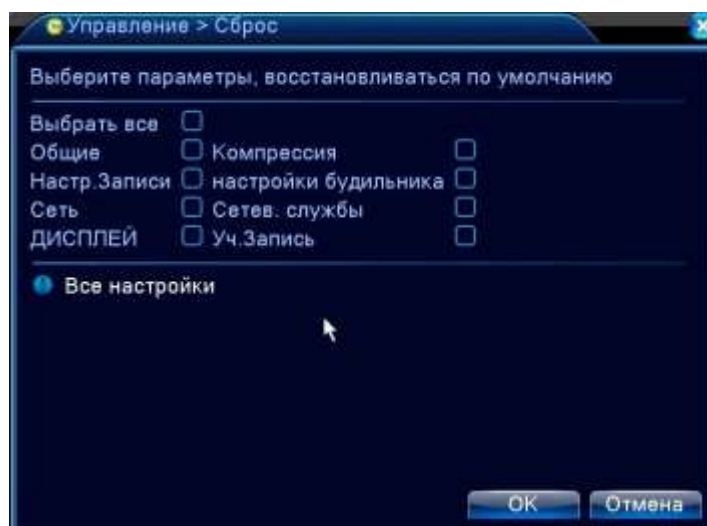 Управление > Сброс
Выберите параметры, восстановливаться по умолчанию
Выбрать все
Общие Компрессия
Настр.Записи настройки будильника
Сеть Сетев. службы
ДИСПЛЕЙ Уч.Запись
Все настройки
OK Отмена